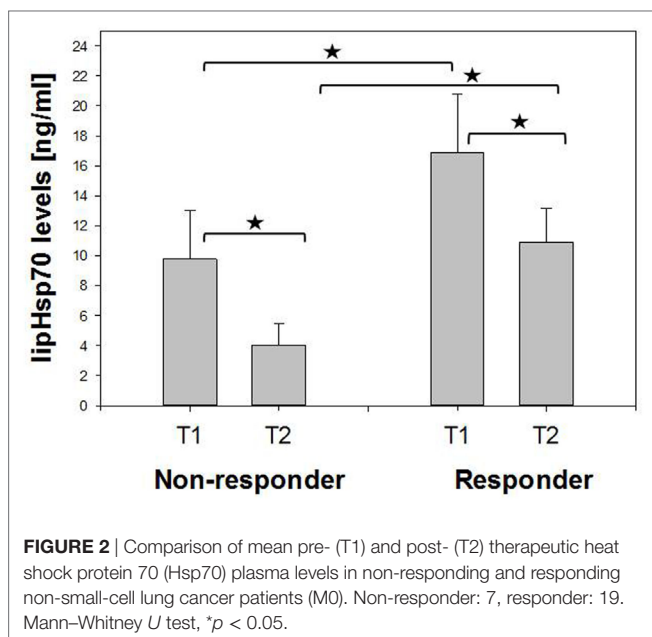 lipHsp70 levels [ng/ml]
24
22
20
18
16
14
12
10
8
6
4
2
0
★
★
★
★
T1 T2 T1 T2
Non-responder Responder
FIGURE 2 | Comparison of mean pre- (T1) and post- (T2) therapeutic heat
shock protein 70 (Hsp70) plasma levels in non-responding and responding
non-small-cell lung cancer patients (M0). Non-responder: 7, responder: 19.
Mann–Whitney U test, *p < 0.05.